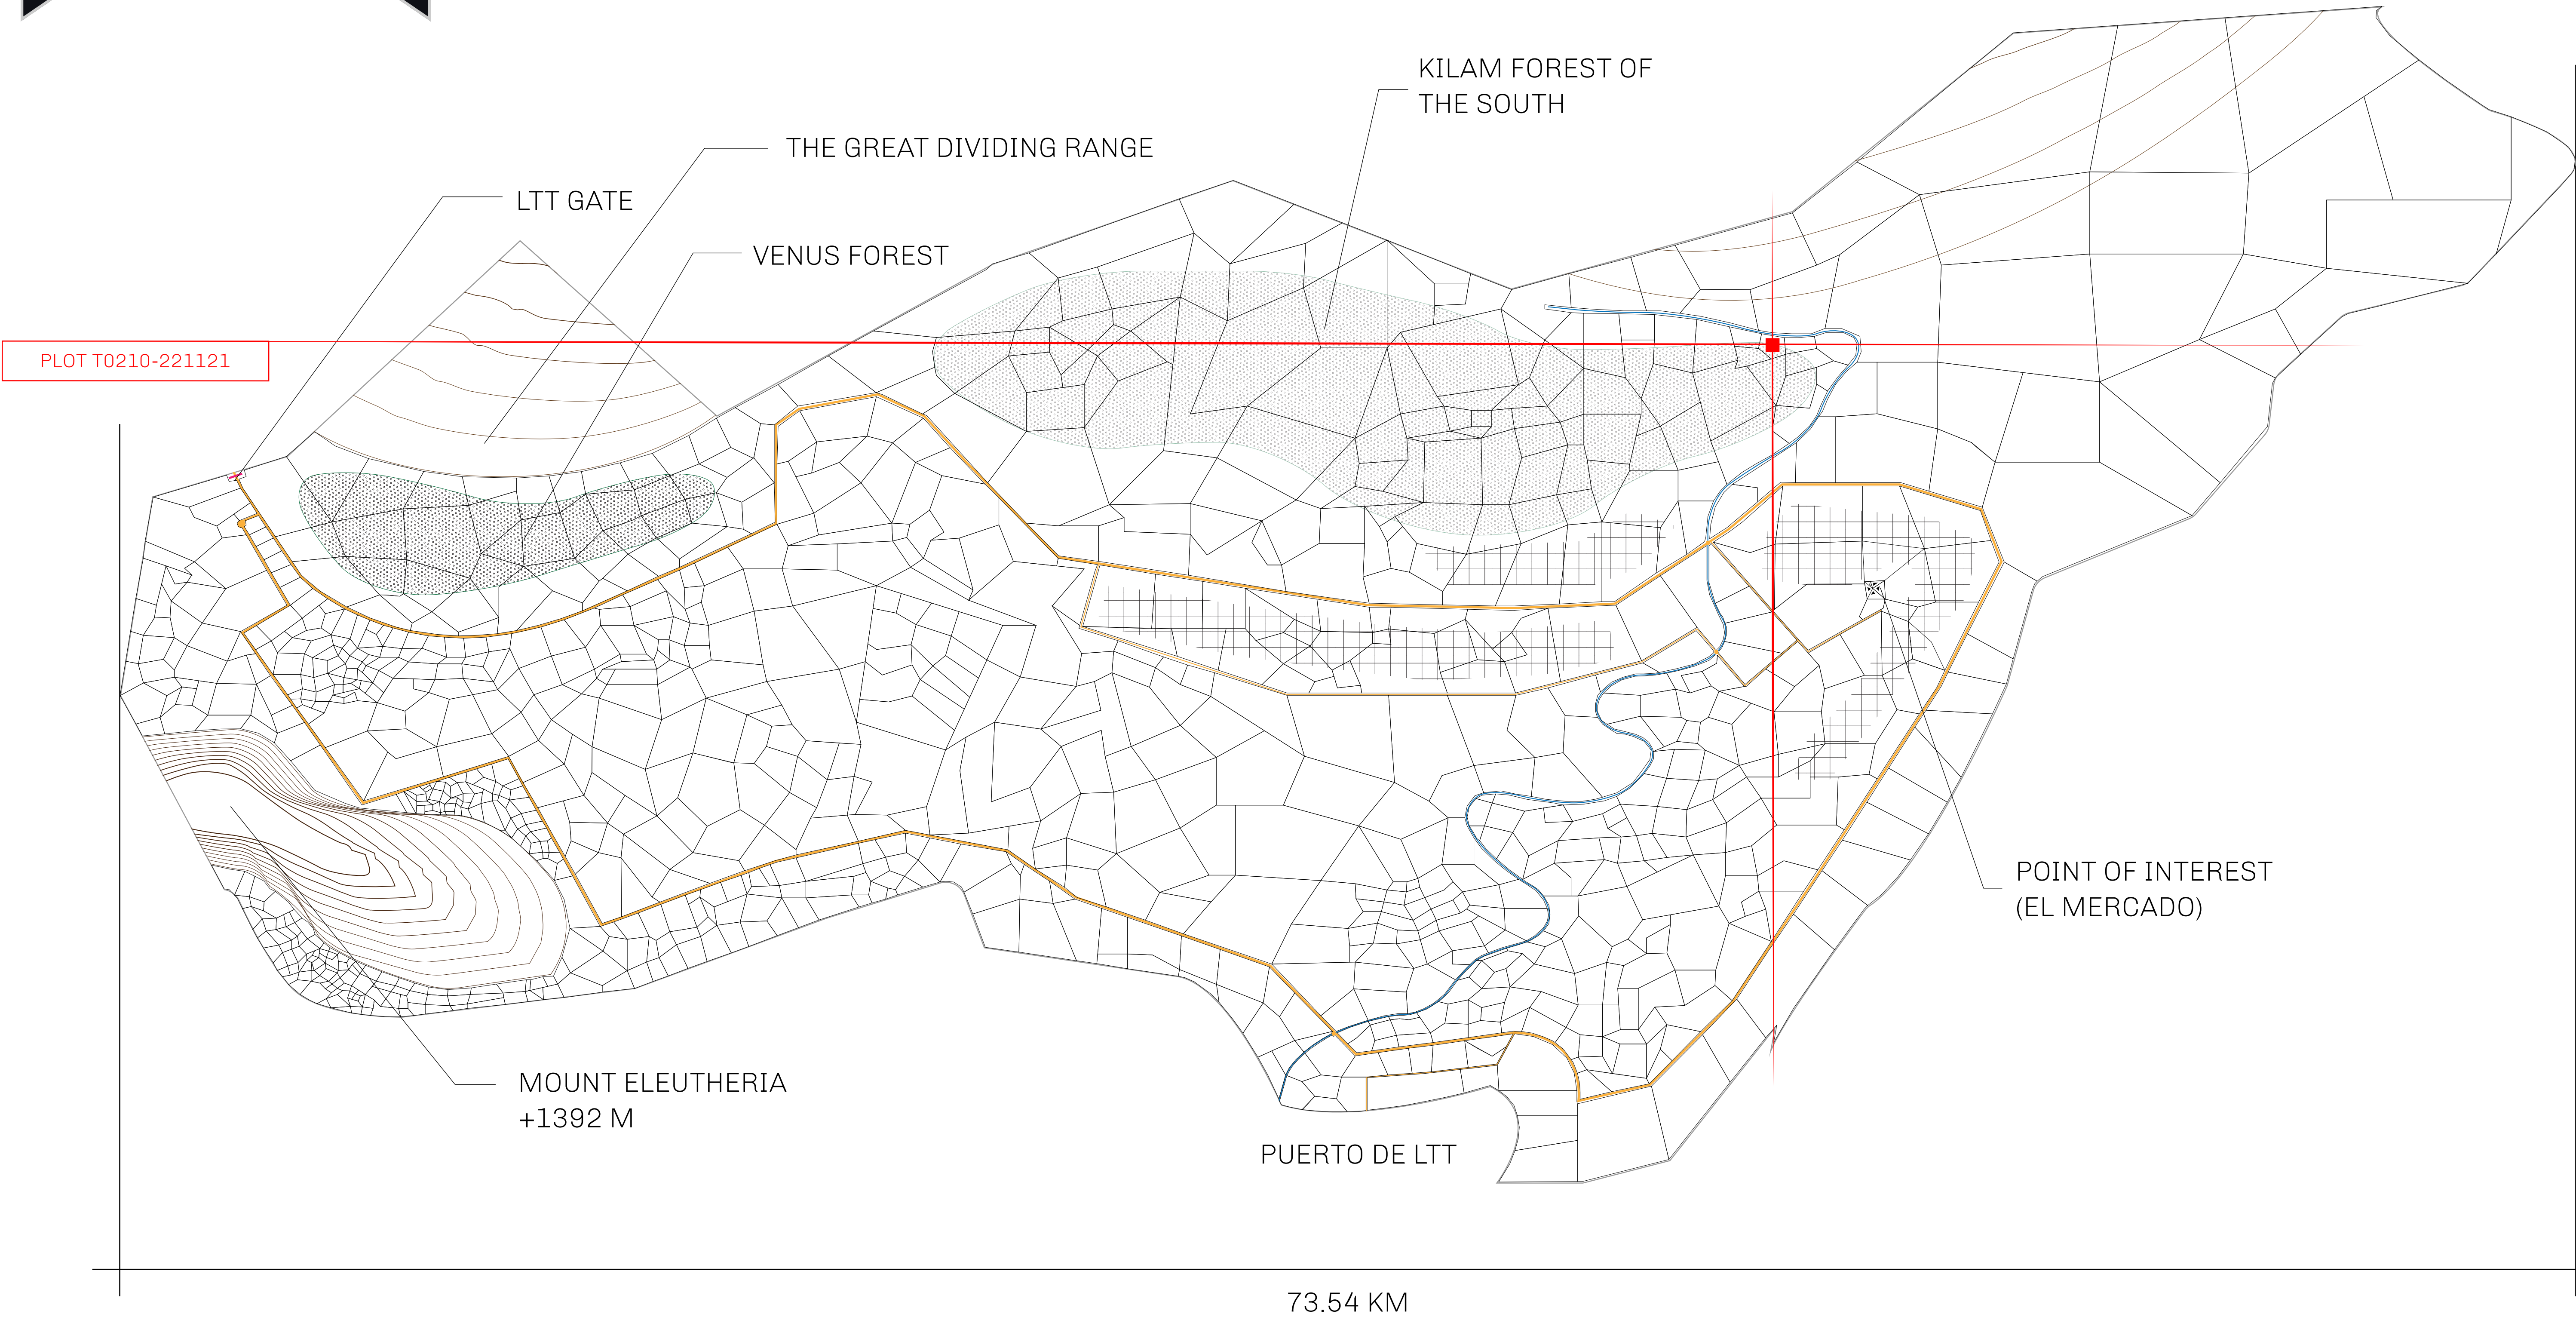 KILAM FOREST OF
THE SOUTH
THE GREAT DIVIDING RANGE
LTT GATE
VENUS FOREST
PLOT T0210-221121
POINT OF INTEREST
(EL MERCADO)
MOUNT ELEUTHERIA
+1392 M
PUERTO DE LTT
73.54 KM